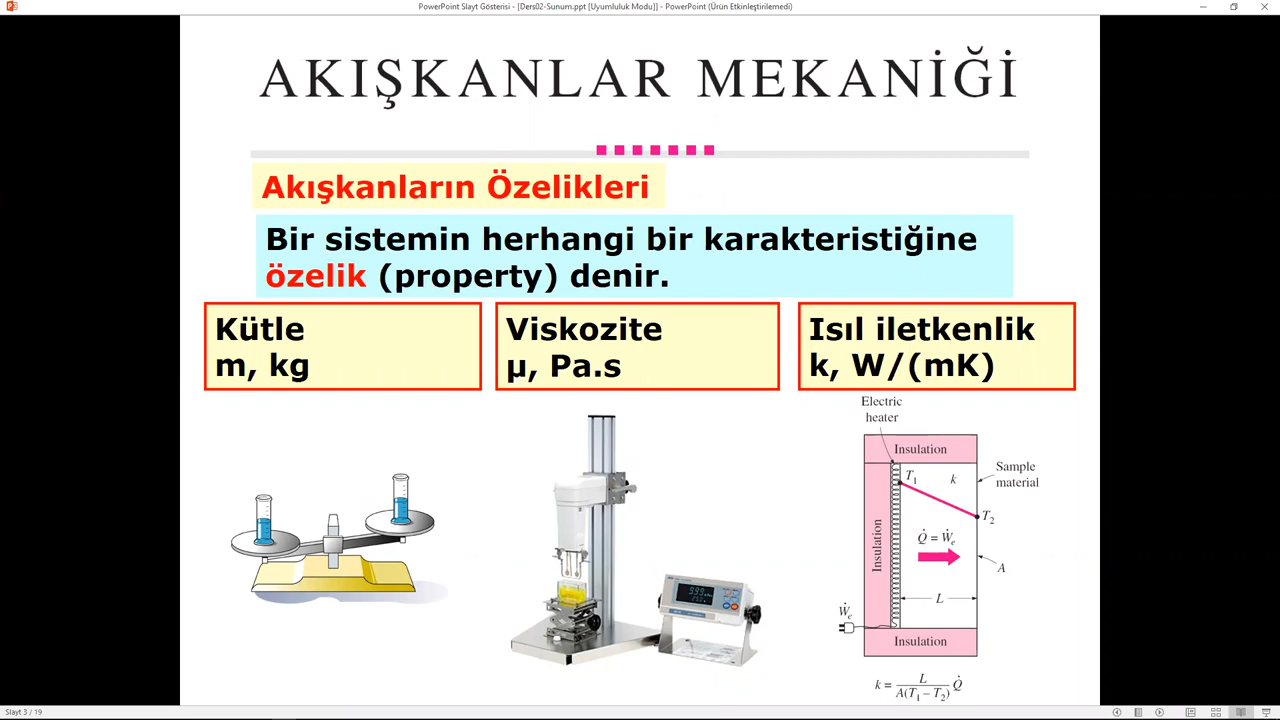 PowerPoint Slayt Gösterisi - [Ders02-Sunum.ppt [Uyumluluk Modu]] - PowerPoint (Ürün Etkinleştirilemedi)
AKIŞKANLAR MEKANİĞİ
Akışkanların Özelikleri
Bir sistemin herhangi bir karakteristiğine
özelik (property) denir.
Kütle
m, kg
Viskozite
µ, Pa.s
Isıl iletkenlik
k, W/(mK)
Electric
heater
Insulation
T₁
k
Sample
material
T₂
Insulation
Q̇ = Ẇₑ
A
L
Ẇₑ
Insulation
k = L / A(T₁ − T₂) Q̇
Slayt 3 / 19